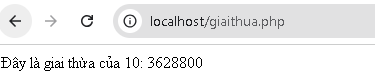 localhost/giaithua.php
Đây là giai thừa của 10: 3628800